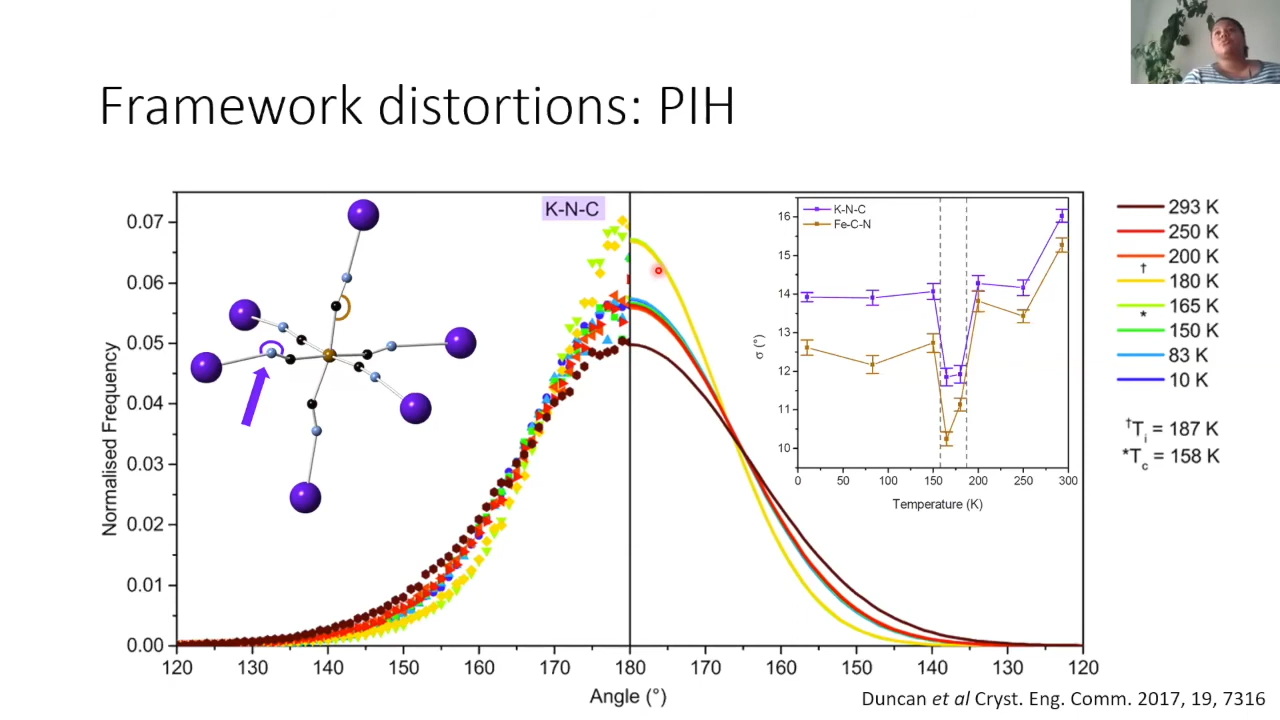 Framework distortions: PIH
K-N-C
Normalised Frequency
0.07
0.06
0.05
0.04
0.03
0.02
0.01
0.00
120 130 140 150 160 170 180 170 160 150 140 130 120
Angle (°)
K-N-C
Fe-C-N
σ (°)
16
15
14
13
12
11
10
0 50 100 150 200 250 300
Temperature (K)
293 K
250 K
200 K
†
180 K
165 K
*
150 K
83 K
10 K
†Ti = 187 K
*Tc = 158 K
Duncan et al Cryst. Eng. Comm. 2017, 19, 7316